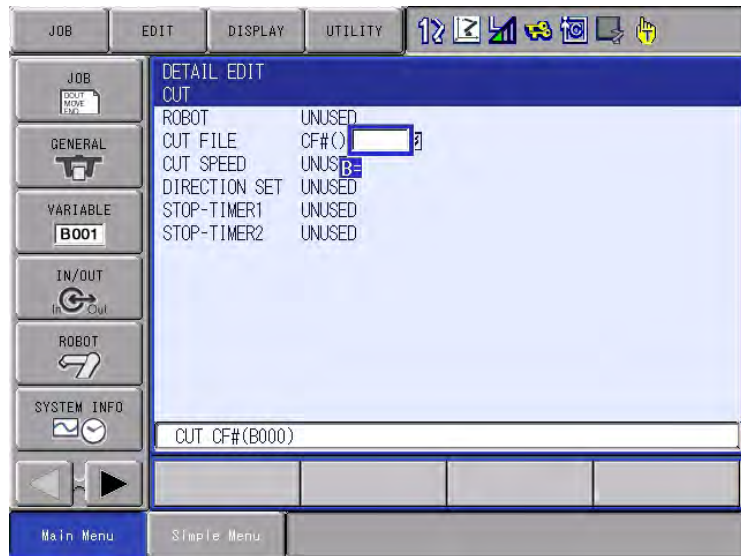 JOB EDIT DISPLAY UTILITY
JOB
DOUT
MOVE
END
GENERAL
VARIABLE
B001
IN/OUT
In Out
ROBOT
SYSTEM INFO
DETAIL EDIT
CUT
ROBOT UNUSED
CUT FILE CF#()
CUT SPEED UNUS B=
DIRECTION SET UNUSED
STOP-TIMER1 UNUSED
STOP-TIMER2 UNUSED
CUT CF#(B000)
Main Menu Simple Menu